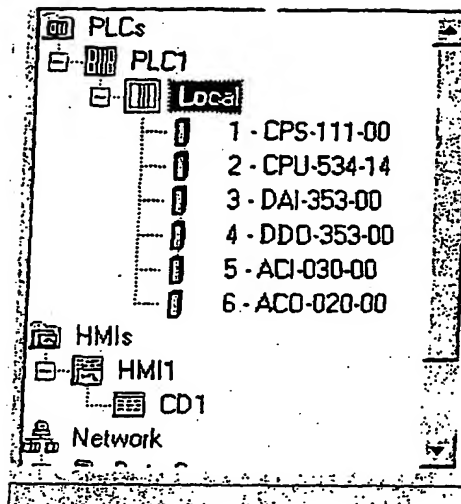 PLCs
PLC1
Local
1 - CPS-111-00
2 - CPU-534-14
3 - DAI-353-00
4 - DDO-353-00
5 - ACI-030-00
6 - ACO-020-00
HMIs
HMI1
CD1
Network